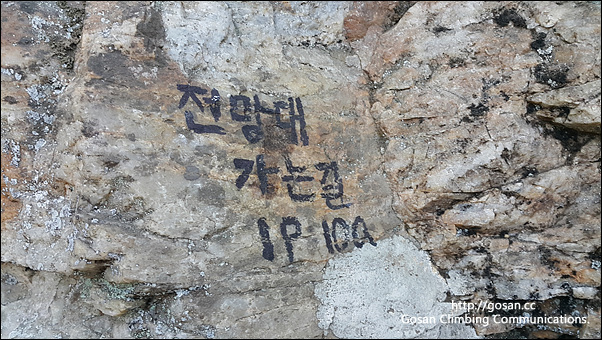 전망대
가는길
1P 10a
http://gosan.cc
Gosan Climbing Communications.